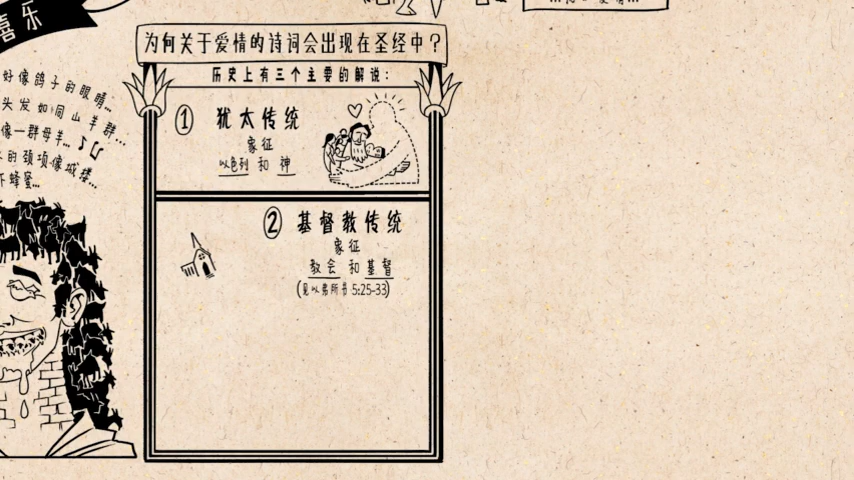 喜乐
好像鸽子的眼睛...
头发如同山羊群...
像一群母羊...
的颈项像城楼...
蜂蜜...
为何关于爱情的诗词会出现在圣经中？
历史上有三个主要的解说：
① 犹太传统
象征
以色列 和 神
② 基督教传统
象征
教会 和 基督
(见以弗所书 5:25-33)